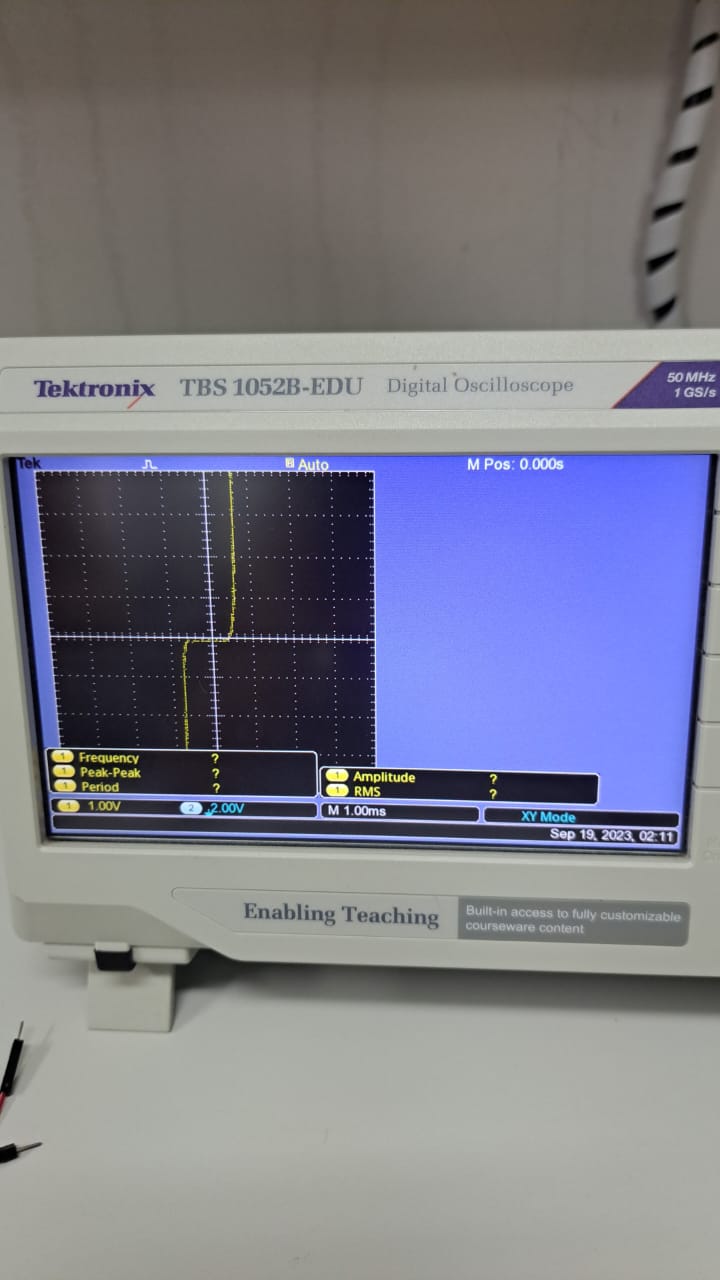 Tektronix TBS 1052B-EDU Digital Oscilloscope
50 MHz
1 GS/s
Tek Auto M Pos: 0.000s
1 Frequency ?
1 Peak-Peak ?
1 Period ?
1 Amplitude ?
1 RMS ?
1 1.00V 2 2.00V M 1.00ms XY Mode
Sep 19, 2023, 02:11
Enabling Teaching
Built-in access to fully customizable
courseware content